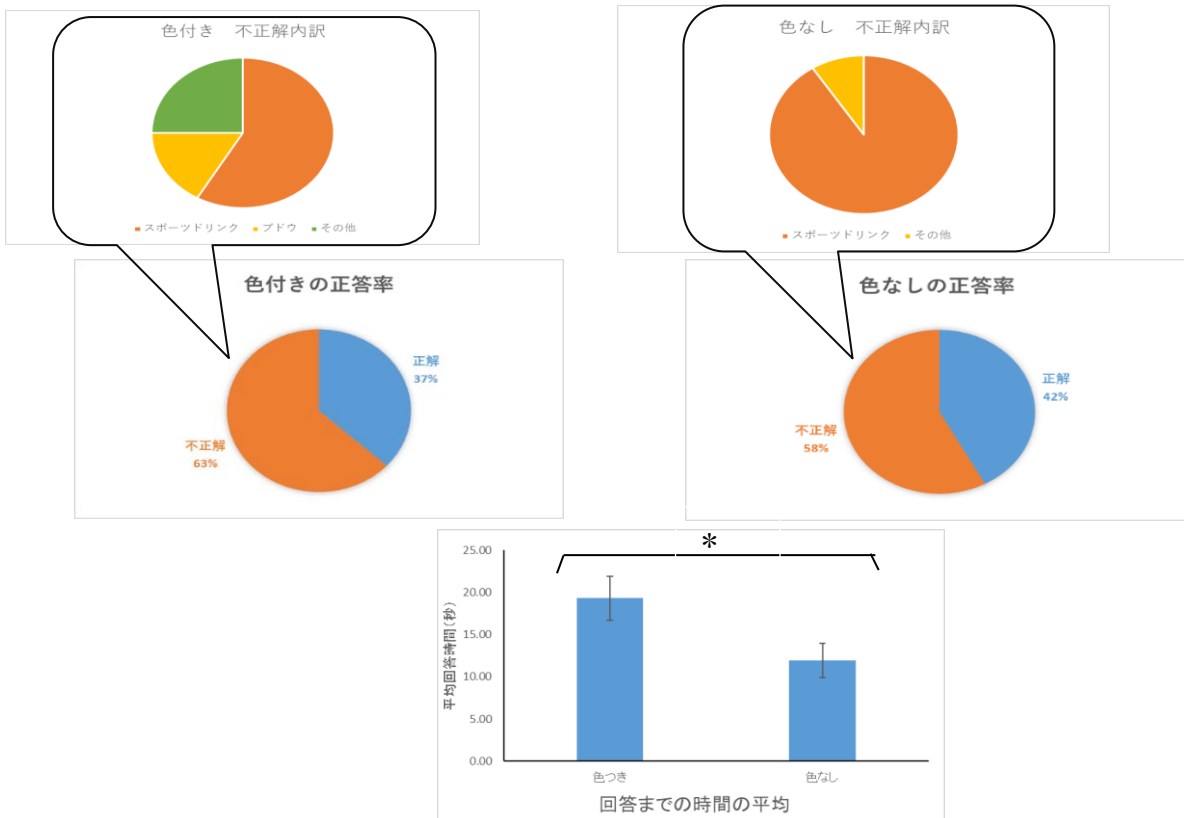 色付き 不正解内訳
スポーツドリンク ブドウ その他
色なし 不正解内訳
スポーツドリンク その他
色付きの正答率
正解
37%
不正解
63%
色なしの正答率
正解
42%
不正解
58%
*
25.00
20.00
15.00
10.00
5.00
0.00
平均回答時間(秒)
色つき 色なし
回答までの時間の平均